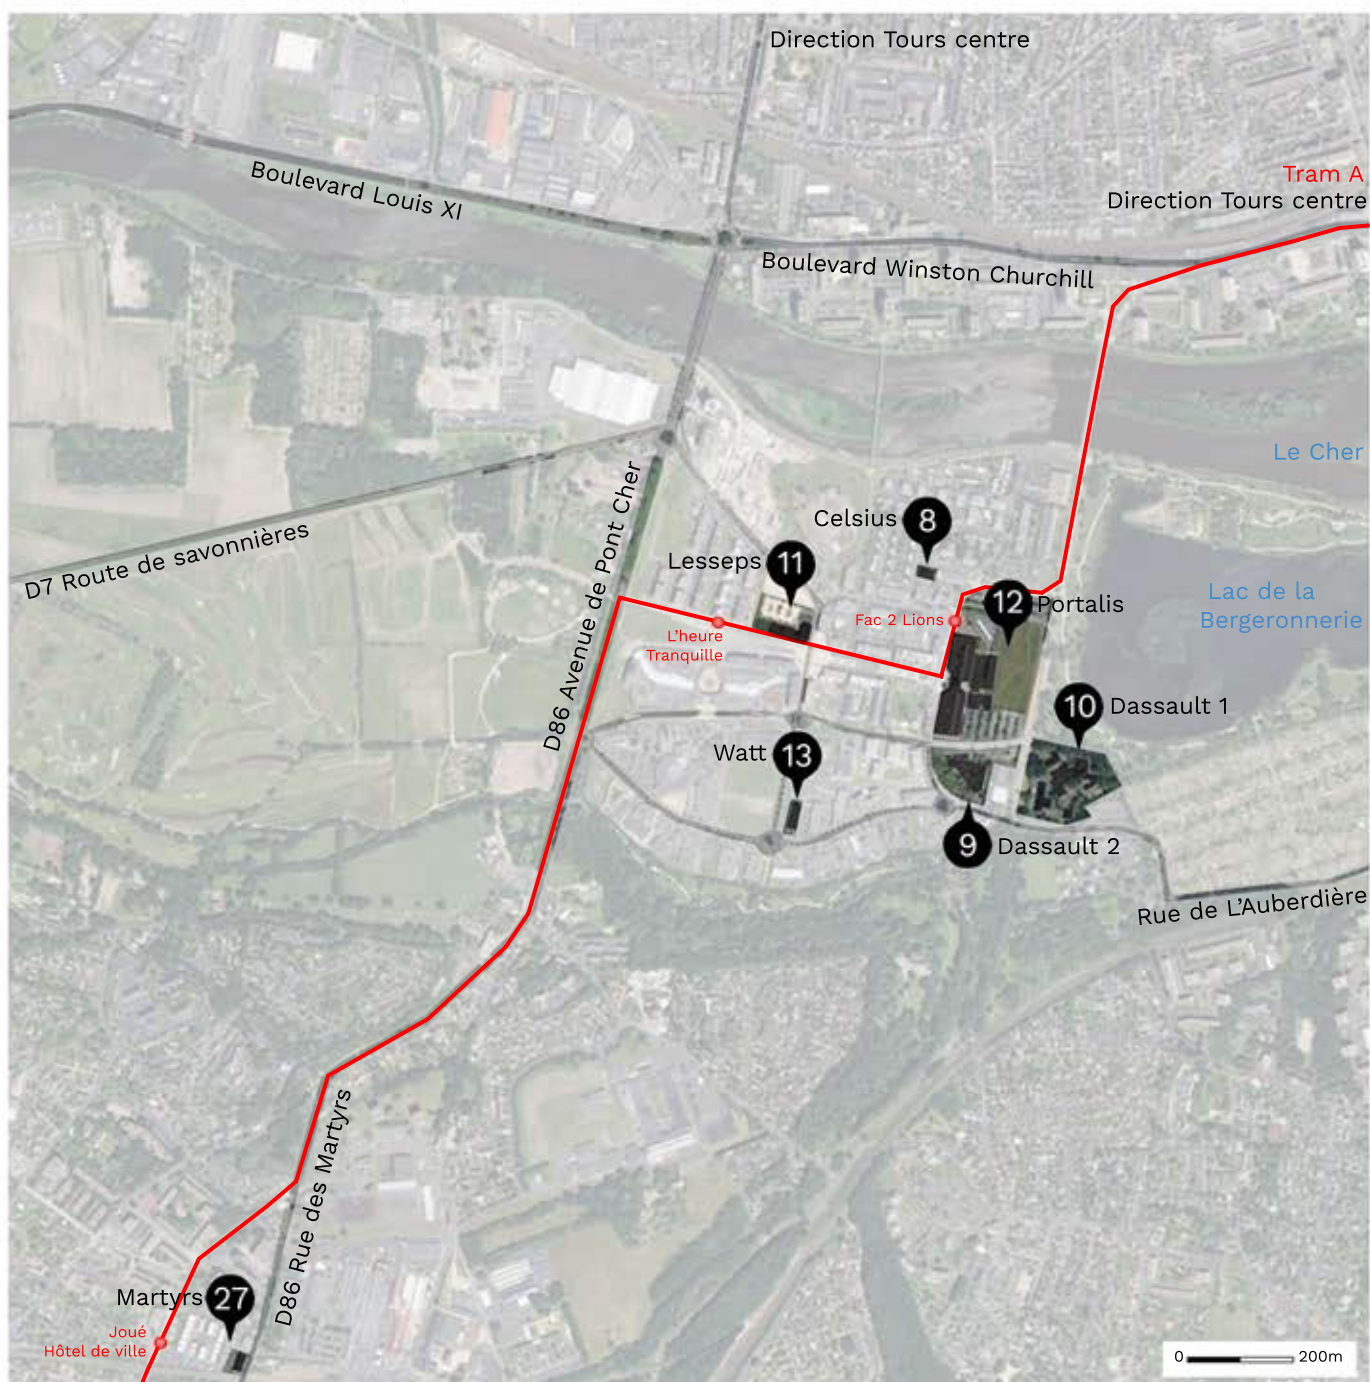 Direction Tours centre
Tram A
Direction Tours centre
Boulevard Louis XI
Boulevard Winston Churchill
Le Cher
D7 Route de savonnières
D86 Avenue de Pont Cher
Celsius 8
Lesseps 11
12 Portalis
Lac de la
Bergeronnerie
Fac 2 Lions
L'heure
Tranquille
10 Dassault 1
Watt 13
9 Dassault 2
Rue de L'Auberdière
D86 Rue des Martyrs
Martyrs 27
Joué
Hôtel de ville
0 200m